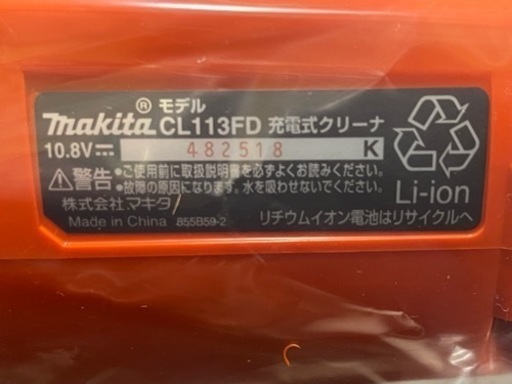 ® モデル
makita CL113FD 充電式クリーナ
10.8V⎓ 482518 K
⚠警告 ●ご使用前に取扱説明書を必ずよくお読みください。
●故障の原因になります。水を吸わせないでください。
株式会社マキタ
Made in China 855B59-2
Li-ion
リチウムイオン電池はリサイクルへ